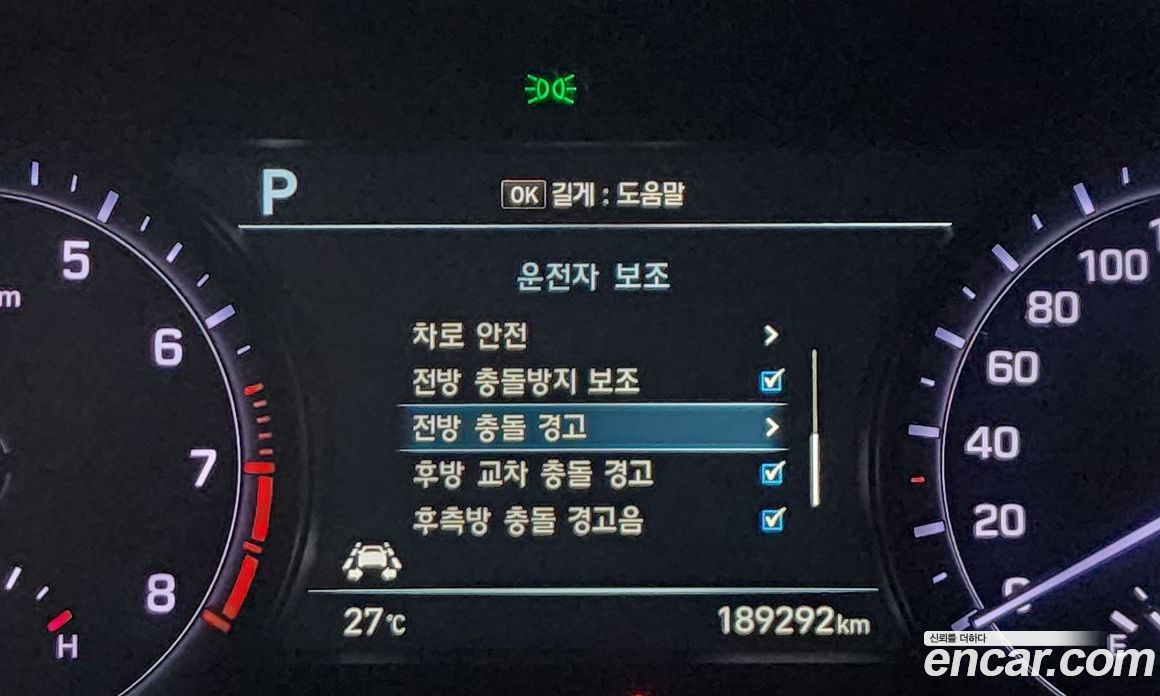 P
OK 길게 : 도움말
운전자 보조
차로 안전
전방 충돌방지 보조
전방 충돌 경고
후방 교차 충돌 경고
후측방 충돌 경고음
27℃
189292km
5
6
7
8
H
m
100
80
60
40
20
0
신뢰를 더하다
encar.com